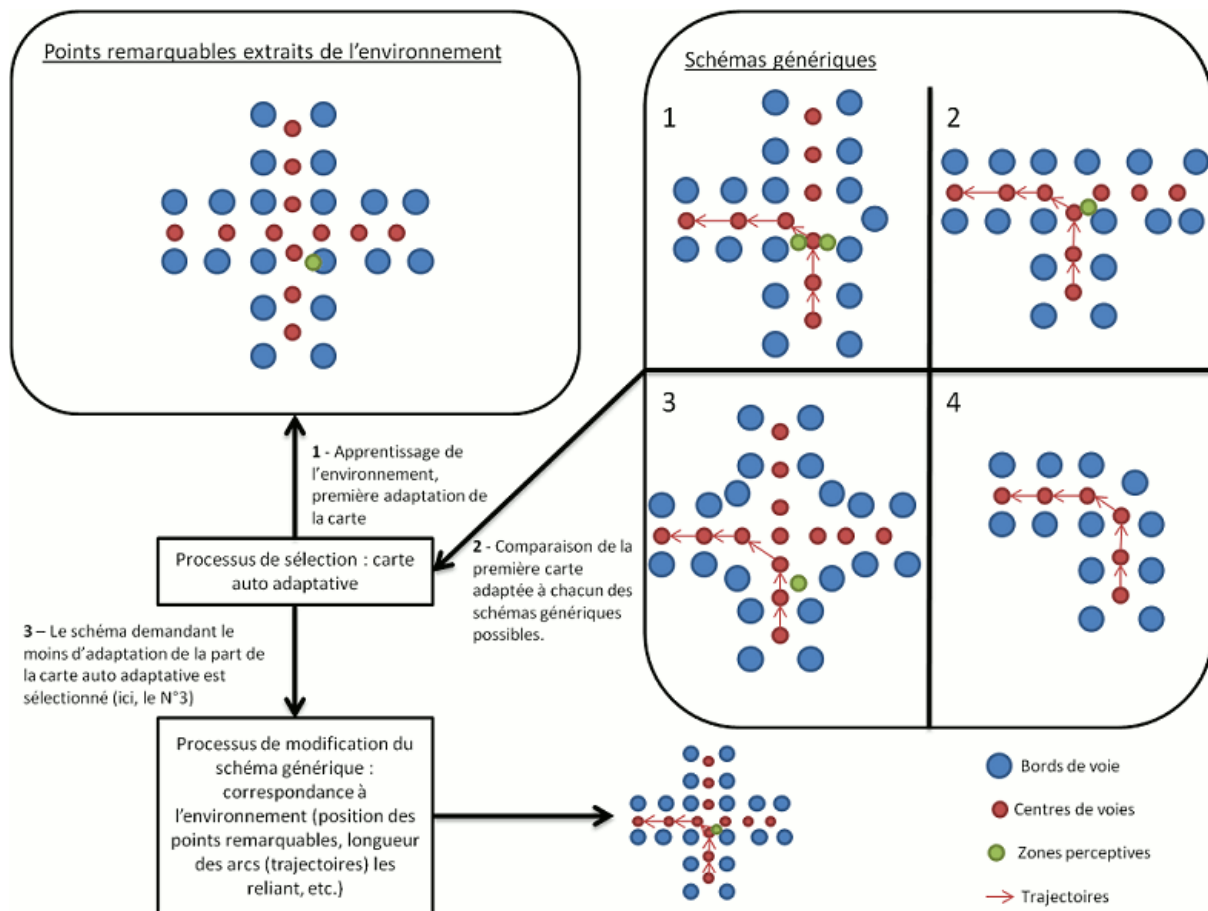 Points remarquables extraits de l'environnement
Schémas génériques
1
2
3
4
1 - Apprentissage de
l'environnement,
première adaptation de
la carte
Processus de sélection : carte
auto adaptative
2 - Comparaison de la
première carte
adaptée à chacun des
schémas génériques
possibles.
3 – Le schéma demandant le
moins d'adaptation de la part de
la carte auto adaptative est
sélectionné (ici, le N°3)
Processus de modification du
schéma générique :
correspondance à
l'environnement (position des
points remarquables, longueur
des arcs (trajectoires) les
reliant, etc.)
Bords de voie
Centres de voies
Zones perceptives
Trajectoires